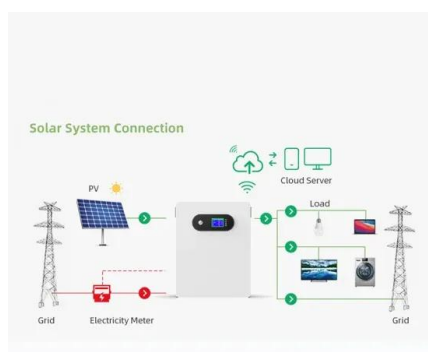 Solar System Connection
Cloud Server
PV
Load
Grid
Electricity Meter
Grid